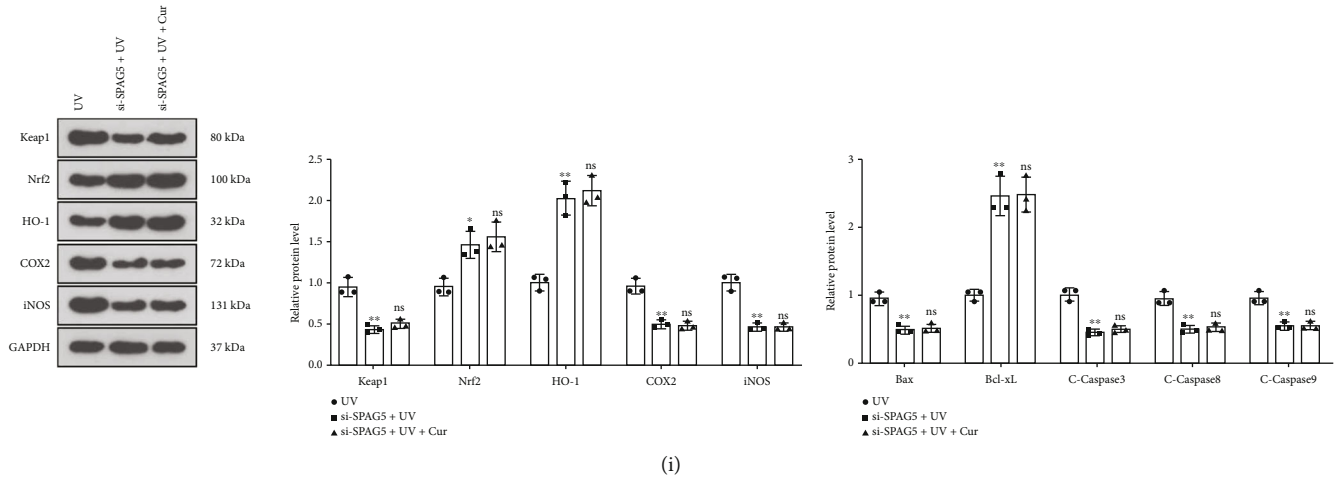 UV
si-SPAG5 + UV
si-SPAG5 + UV + Cur
Keap1 80 kDa
Nrf2 100 kDa
HO-1 32 kDa
COX2 72 kDa
iNOS 131 kDa
GAPDH 37 kDa
Relative protein level
2.5
2.0
1.5
1.0
0.5
0.0
** ns
* ns
** ns
** ns
** ns
Keap1 Nrf2 HO-1 COX2 iNOS
UV
si-SPAG5 + UV
si-SPAG5 + UV + Cur
Relative protein level
3
2
1
0
** ns
** ns
** ns
** ns
** ns
Bax Bcl-xL C-Caspase3 C-Caspase8 C-Caspase9
UV
si-SPAG5 + UV
si-SPAG5 + UV + Cur
(i)